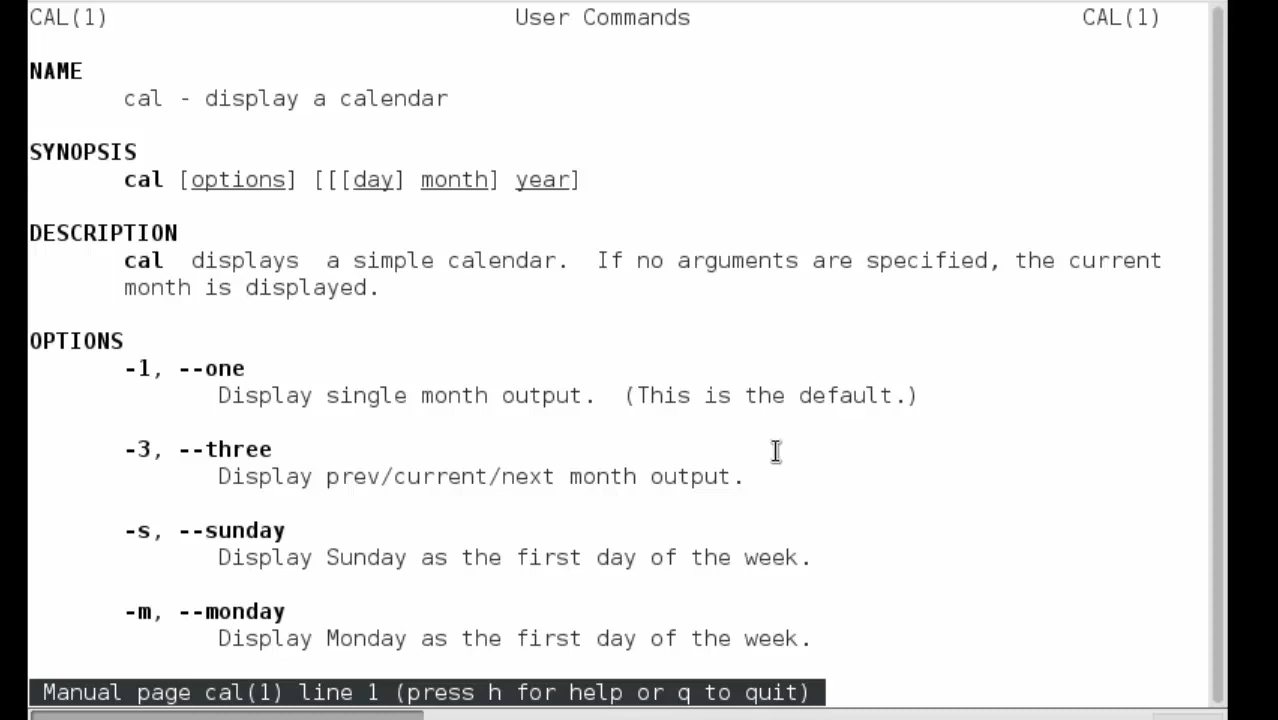 CAL(1) User Commands CAL(1)
NAME
cal - display a calendar
SYNOPSIS
cal [options] [[[day] month] year]
DESCRIPTION
cal displays a simple calendar. If no arguments are specified, the current
month is displayed.
OPTIONS
-1, --one
Display single month output. (This is the default.)
-3, --three
Display prev/current/next month output.
-s, --sunday
Display Sunday as the first day of the week.
-m, --monday
Display Monday as the first day of the week.
Manual page cal(1) line 1 (press h for help or q to quit)